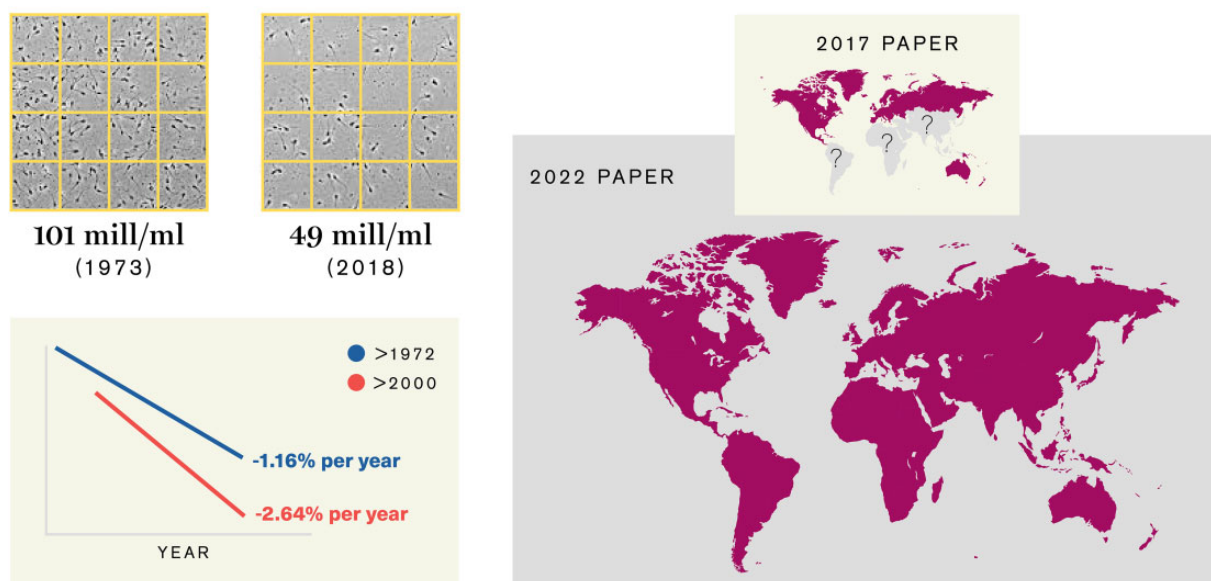 101 mill/ml
(1973)
49 mill/ml
(2018)
>1972
>2000
-1.16% per year
-2.64% per year
YEAR
2017 PAPER
?
?
?
2022 PAPER